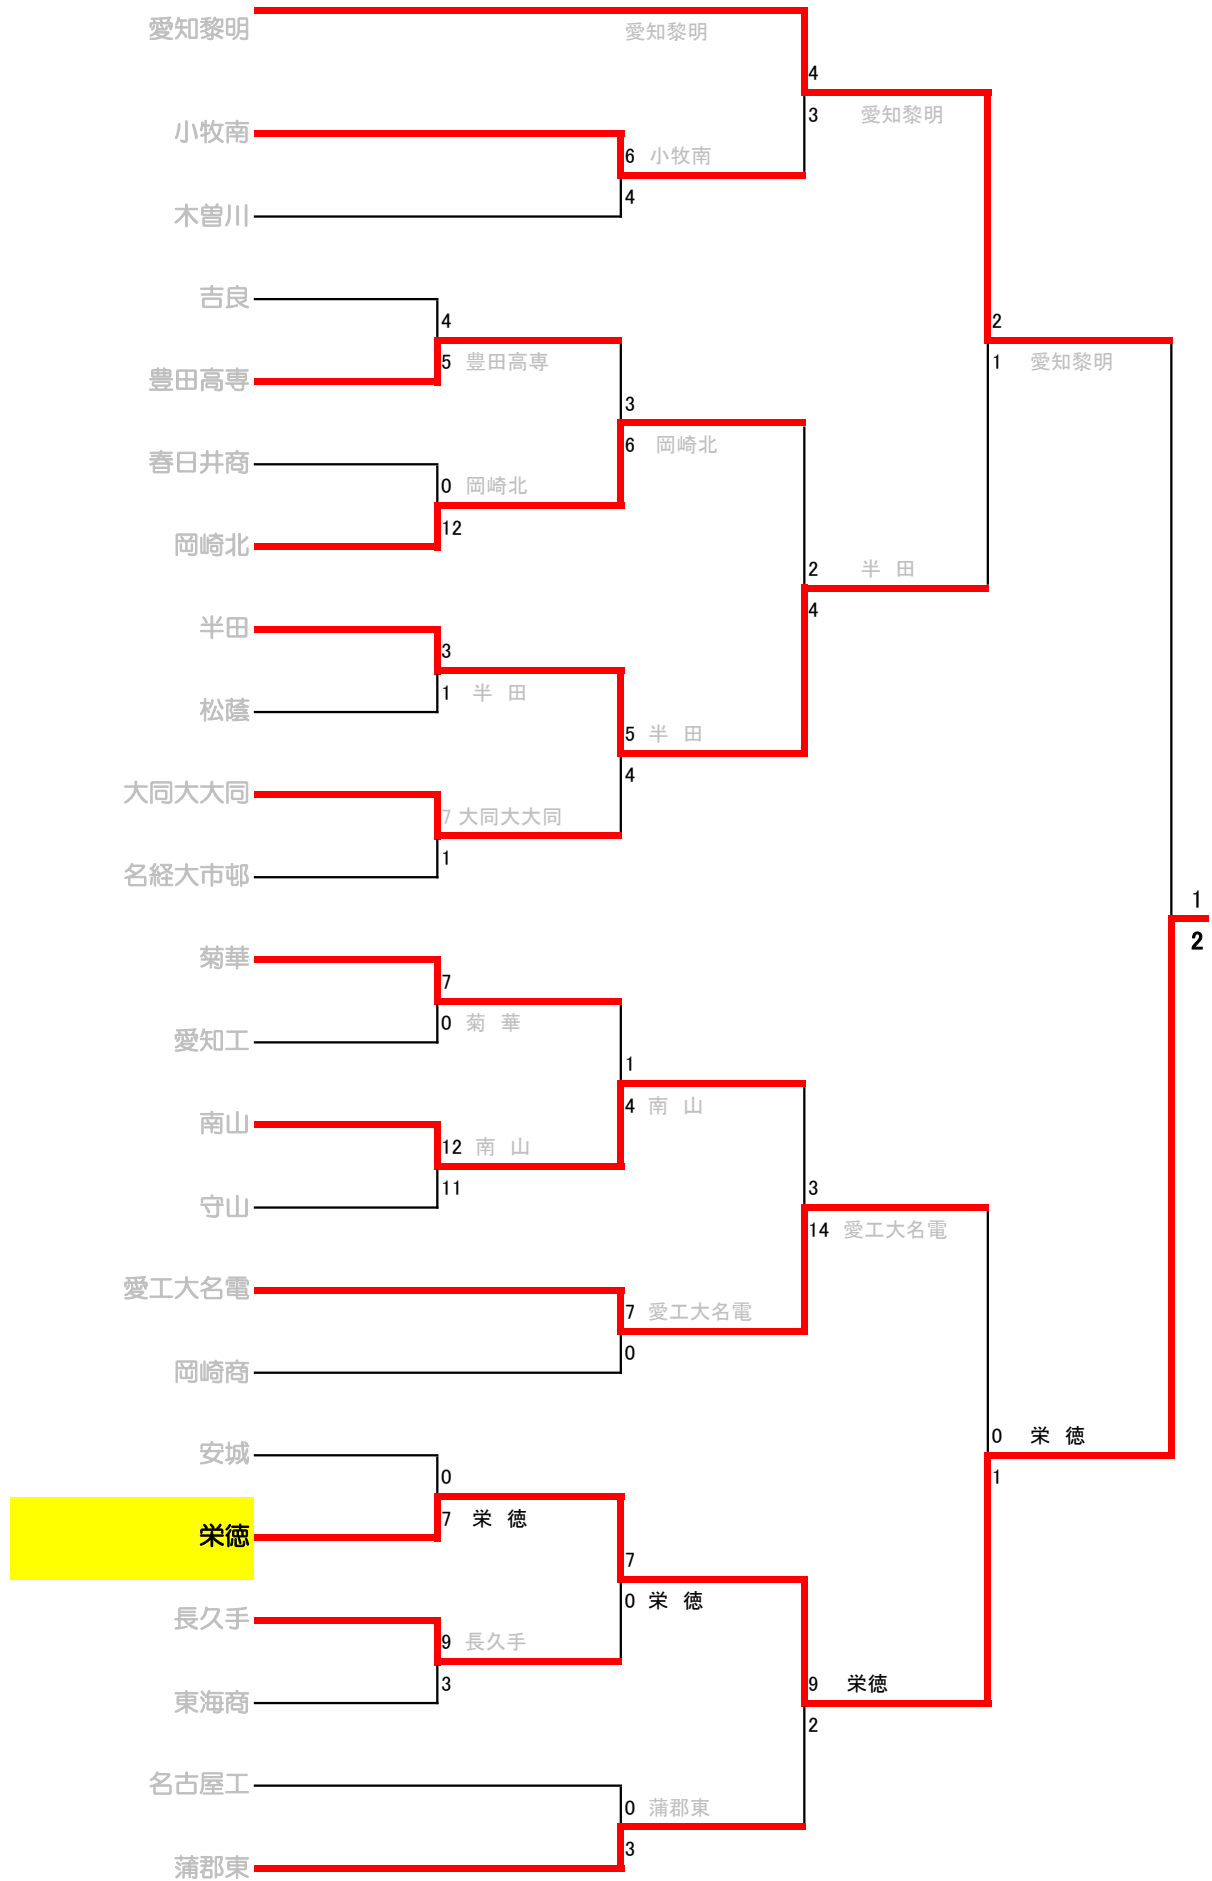 愛知黎明
愛知黎明
4
3 愛知黎明
小牧南
6 小牧南
4
木曽川
吉良
4
2
5 豊田高専
1 愛知黎明
豊田高専
3
6 岡崎北
春日井商
0 岡崎北
12
岡崎北
2 半 田
4
半田
3
1 半 田
松蔭
5 半 田
4
大同大大同
7 大同大大同
1
名経大市邨
1
2
菊華
7
0 菊 華
愛知工
1
4 南 山
南山
12 南 山
11
守山
3
14 愛工大名電
愛工大名電
7 愛工大名電
0
岡崎商
0 栄 徳
安城
0
1
7 栄 徳
栄徳
7
0 栄 徳
長久手
9 長久手
3
9 栄徳
東海商
2
名古屋工
0 蒲郡東
3
蒲郡東